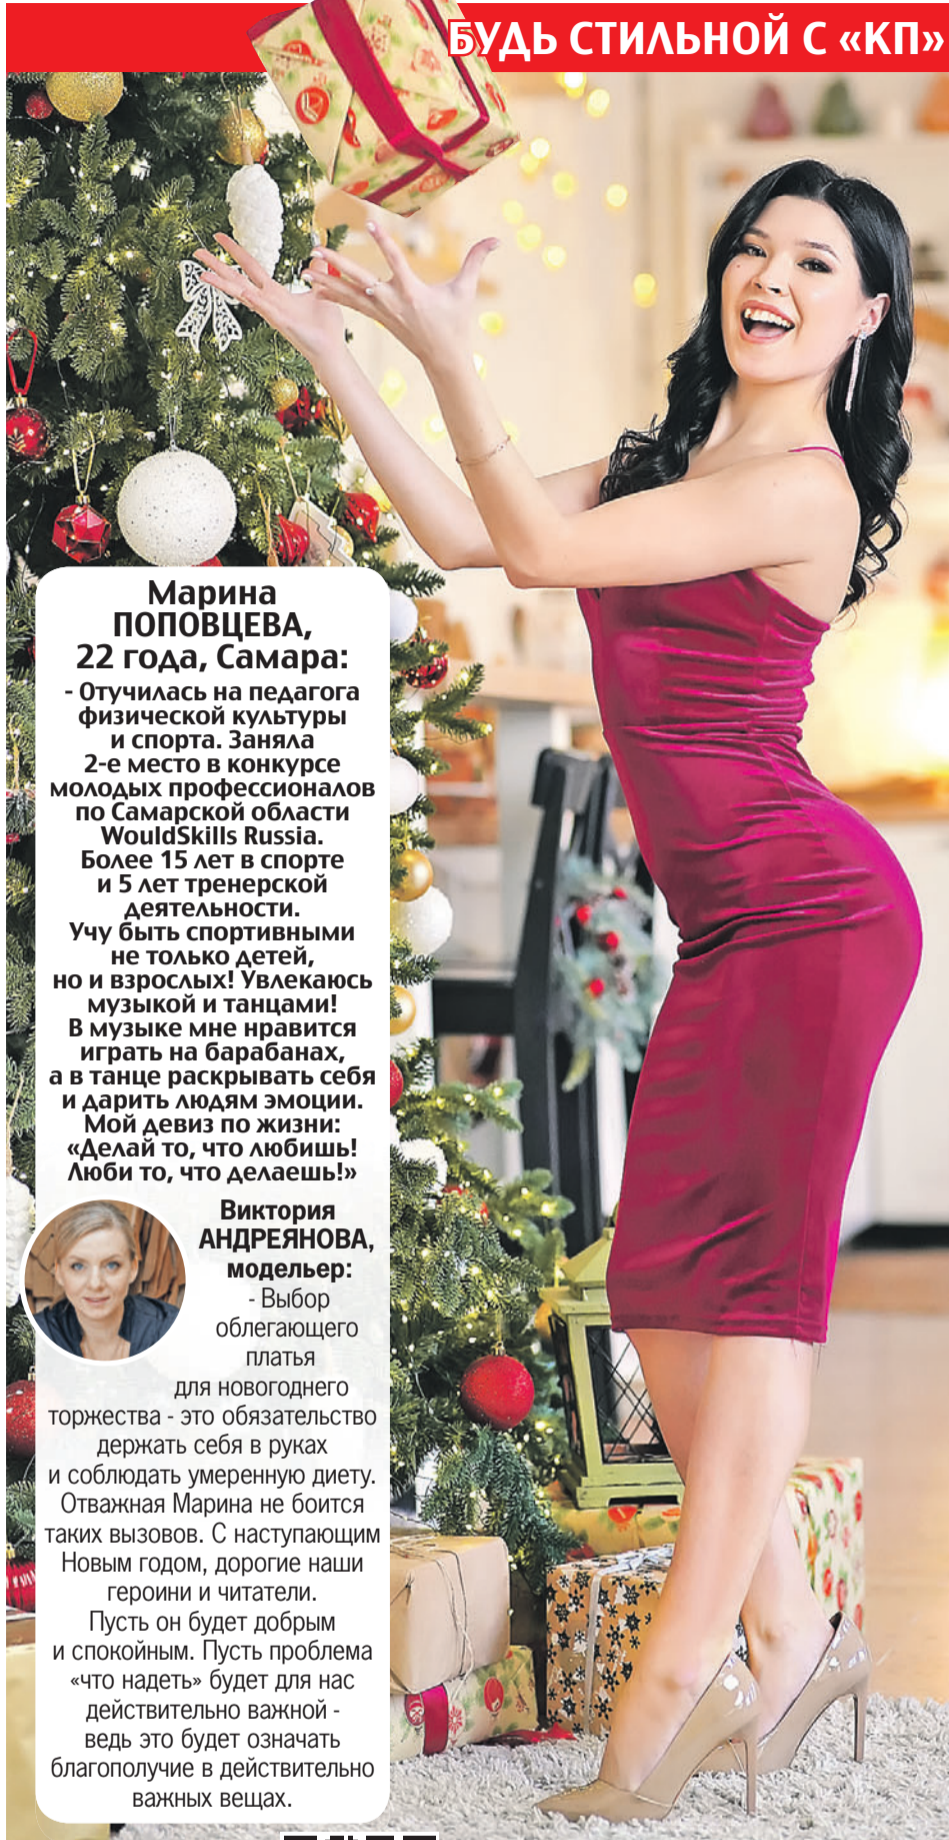 БУДЬ СТИЛЬНОЙ С «КП»
Марина
ПОПОВЦЕВА,
22 года, Самара:
- Отучилась на педагога
физической культуры
и спорта. Заняла
2-е место в конкурсе
молодых профессионалов
по Самарской области
WouldSkills Russia.
Более 15 лет в спорте
и 5 лет тренерской
деятельности.
Учу быть спортивными
не только детей,
но и взрослых! Увлекаюсь
музыкой и танцами!
В музыке мне нравится
играть на барабанах,
а в танце раскрывать себя
и дарить людям эмоции.
Мой девиз по жизни:
«Делай то, что любишь!
Люби то, что делаешь!»
Виктория
АНДРЕЯНОВА,
модельер:
- Выбор
облегающего
платья
для новогоднего
торжества - это обязательство
держать себя в руках
и соблюдать умеренную диету.
Отважная Марина не боится
таких вызовов. С наступающим
Новым годом, дорогие наши
героини и читатели.
Пусть он будет добрым
и спокойным. Пусть проблема
«что надеть» будет для нас
действительно важной -
ведь это будет означать
благополучие в действительно
важных вещах.